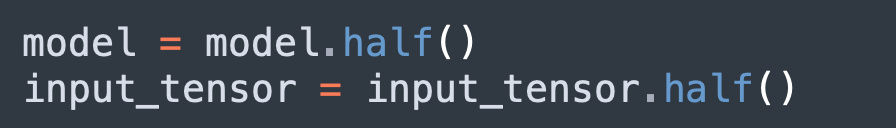 model = model.half()
input_tensor = input_tensor.half()